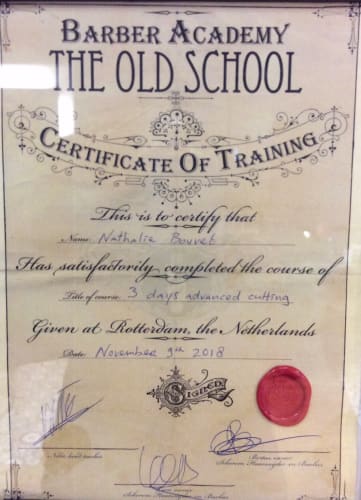 BARBER ACADEMY
THE OLD SCHOOL
CERTIFICATE OF TRAINING
This is to certify that
Name: Nathalie Bouvet
Has satisfactorily completed the course of
Title of course: 3 days advanced cutting
Given at Rotterdam, the Netherlands
Date: November 9th 2018
SIGNED